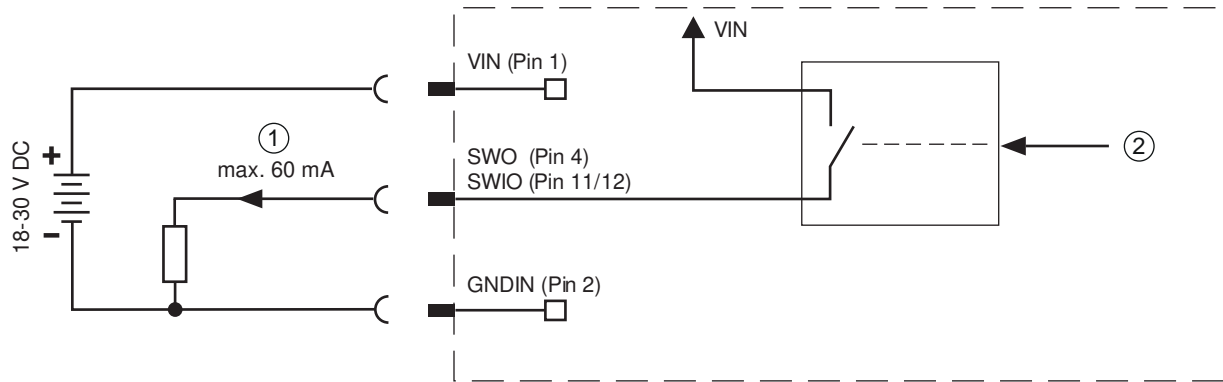 VIN
VIN (Pin 1)
①
max. 60 mA
SWO (Pin 4)
SWIO (Pin 11/12)
②
+
18-30 V DC
-
GNDIN (Pin 2)